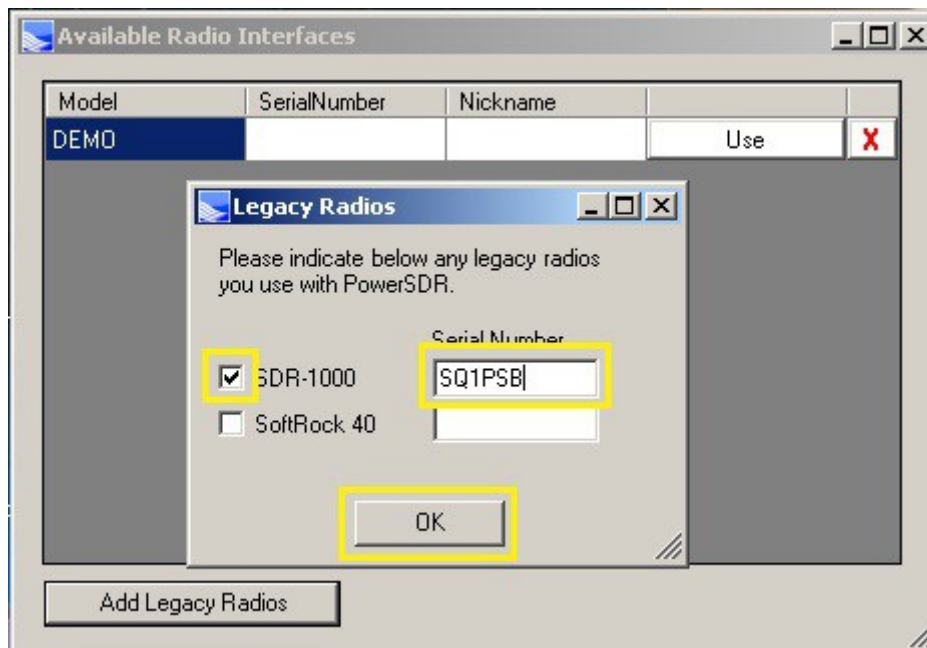 Available Radio Interfaces
Model SerialNumber Nickname
DEMO Use X
Legacy Radios
Please indicate below any legacy radios
you use with PowerSDR.
Serial Number
SDR-1000 SQ1PSB
SoftRock 40
OK
Add Legacy Radios